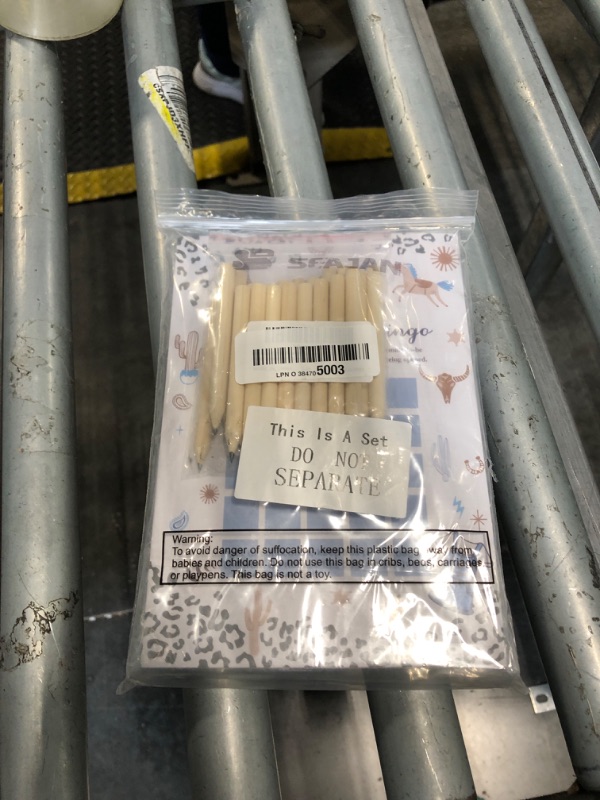 SFAJAN
ingo
LPN O 38470 5003
This Is A Set
DO NO
SEPARATE
Warning:
To avoid danger of suffocation, keep this plastic bag away from
babies and children. Do not use this bag in cribs, beds, carriages
or playpens. This bag is not a toy.